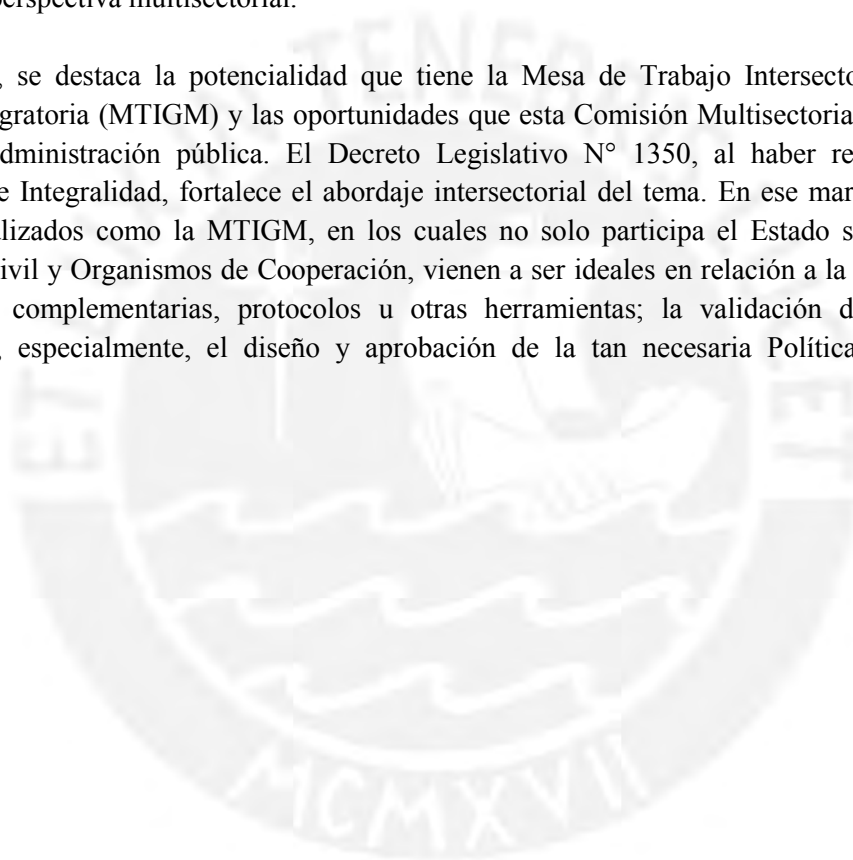 perspectiva multisectorial.
, se destaca la potencialidad que tiene la Mesa de Trabajo Intersecto
gratoria (MTIGM) y las oportunidades que esta Comisión Multisectoria
dministración pública. El Decreto Legislativo N° 1350, al haber re
e Integralidad, fortalece el abordaje intersectorial del tema. En ese mar
lizados como la MTIGM, en los cuales no solo participa el Estado s
ivil y Organismos de Cooperación, vienen a ser ideales en relación a la
complementarias, protocolos u otras herramientas; la validación d
, especialmente, el diseño y aprobación de la tan necesaria Política
ET
TENEBRIS
LUCET
MCMXVII